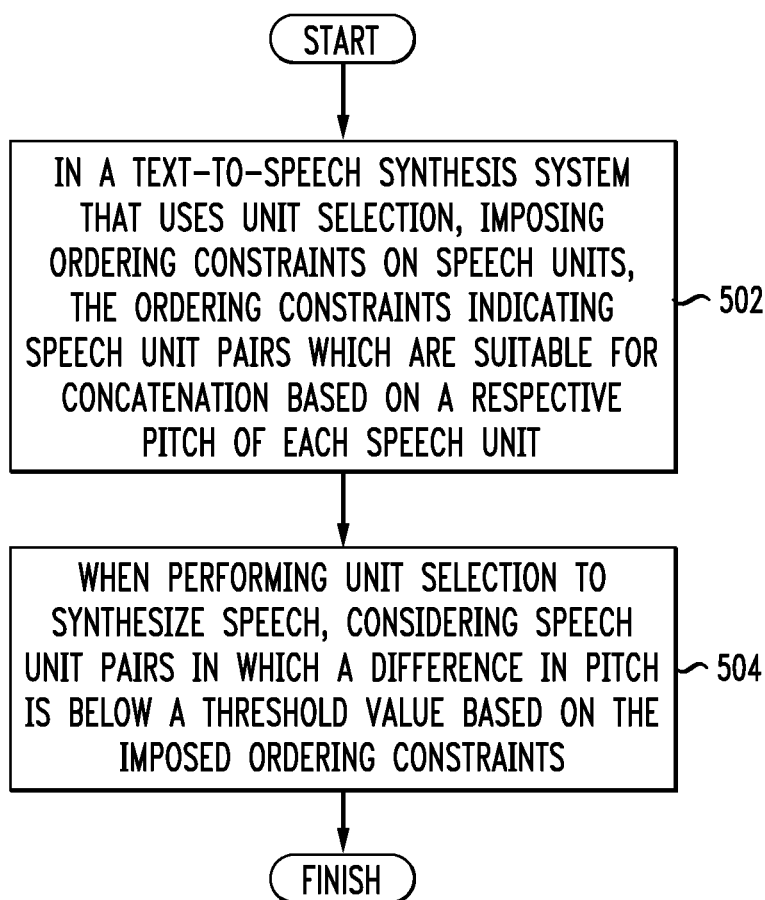 START
IN A TEXT-TO-SPEECH SYNTHESIS SYSTEM
THAT USES UNIT SELECTION, IMPOSING
ORDERING CONSTRAINTS ON SPEECH UNITS,
THE ORDERING CONSTRAINTS INDICATING
SPEECH UNIT PAIRS WHICH ARE SUITABLE FOR
CONCATENATION BASED ON A RESPECTIVE
PITCH OF EACH SPEECH UNIT
502
WHEN PERFORMING UNIT SELECTION TO
SYNTHESIZE SPEECH, CONSIDERING SPEECH
UNIT PAIRS IN WHICH A DIFFERENCE IN PITCH
IS BELOW A THRESHOLD VALUE BASED ON THE
IMPOSED ORDERING CONSTRAINTS
504
FINISH